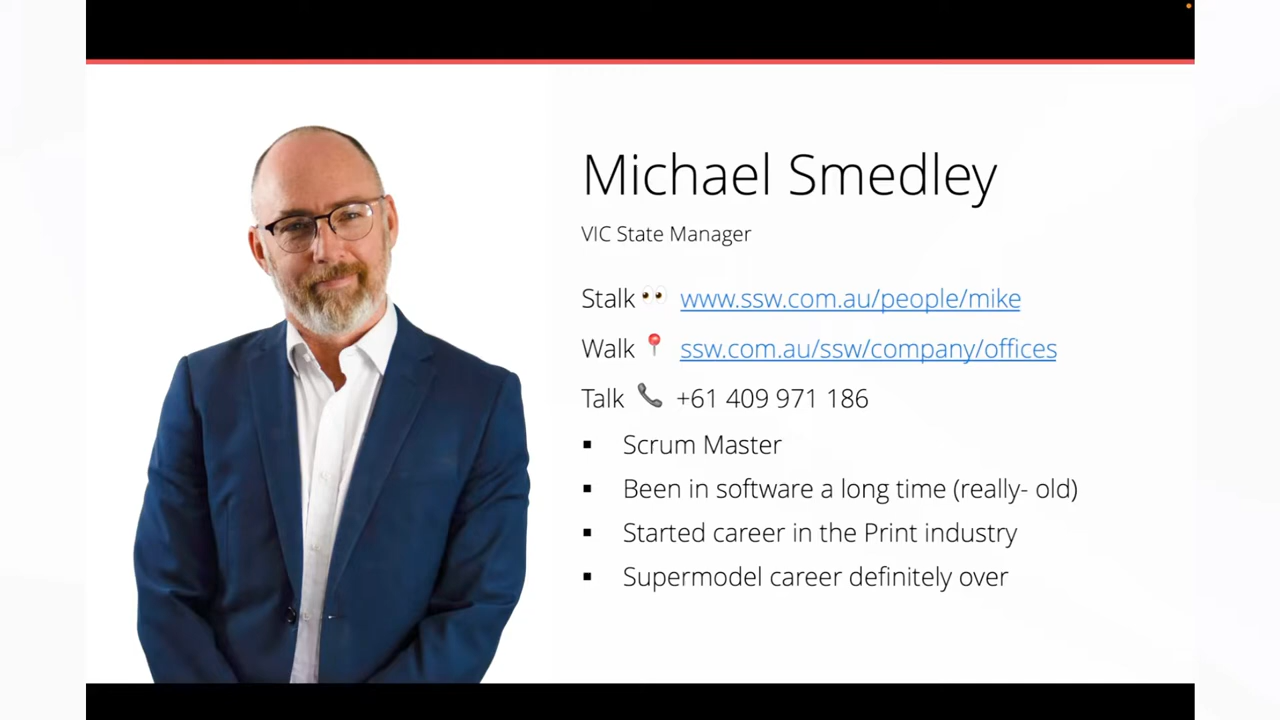 Michael Smedley
VIC State Manager
Stalk 👀 www.ssw.com.au/people/mike
Walk 📍 ssw.com.au/ssw/company/offices
Talk 📞 +61 409 971 186
▪ Scrum Master
▪ Been in software a long time (really- old)
▪ Started career in the Print industry
▪ Supermodel career definitely over